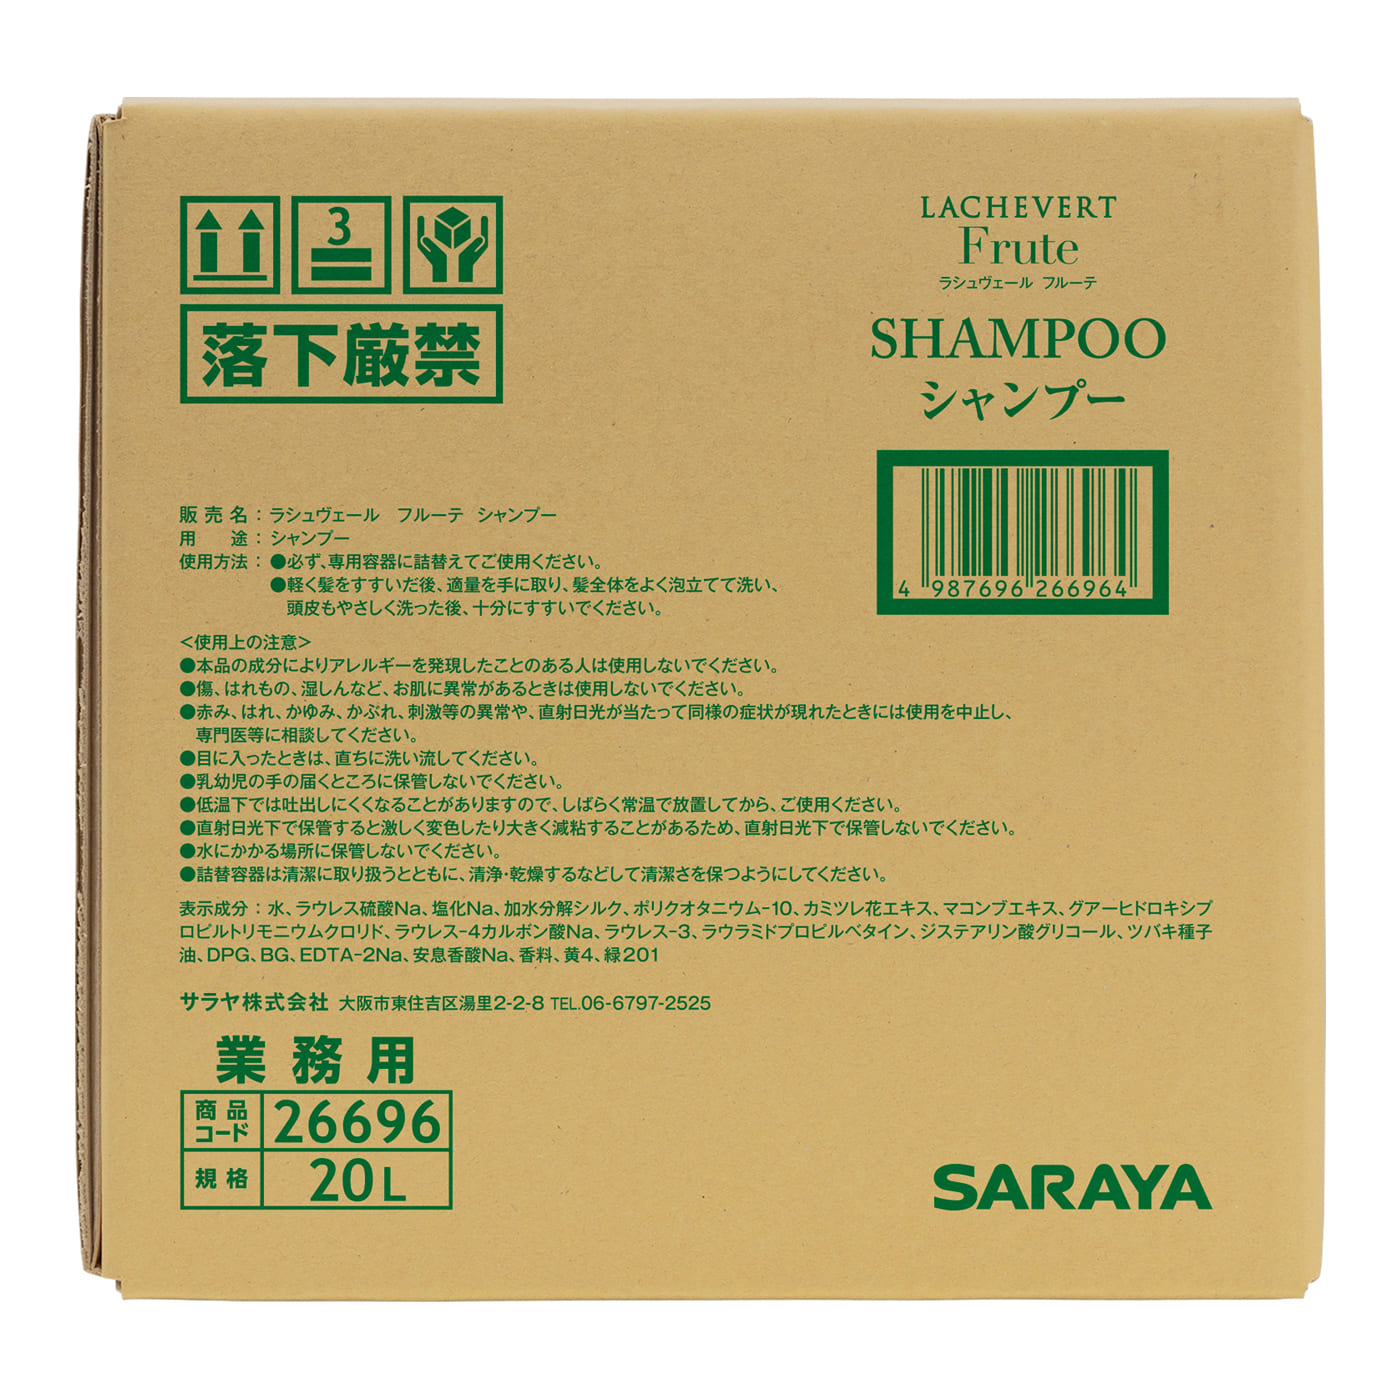 3
落下厳禁
LACHEVERT
Frute
ラシュヴェール フルーテ
SHAMPOO
シャンプー
4 987696 266964
販売名：ラシュヴェール　フルーテ　シャンプー
用　途：シャンプー
使用方法：●必ず、専用容器に詰替えてご使用ください。
●軽く髪をすすいだ後、適量を手に取り、髪全体をよく泡立てて洗い、
頭皮もやさしく洗った後、十分にすすいでください。
＜使用上の注意＞
●本品の成分によりアレルギーを発現したことのある人は使用しないでください。
●傷、はれもの、湿しんなど、お肌に異常があるときは使用しないでください。
●赤み、はれ、かゆみ、かぶれ、刺激等の異常や、直射日光が当たって同様の症状が現れたときには使用を中止し、
専門医等に相談してください。
●目に入ったときは、直ちに洗い流してください。
●乳幼児の手の届くところに保管しないでください。
●低温下では吐出しにくくなることがありますので、しばらく常温で放置してから、ご使用ください。
●直射日光下で保管すると激しく変色したり大きく減粘することがあるため、直射日光下で保管しないでください。
●水にかかる場所に保管しないでください。
●詰替容器は清潔に取り扱うとともに、清浄・乾燥するなどして清潔さを保つようにしてください。
表示成分：水、ラウレス硫酸Na、塩化Na、加水分解シルク、ポリクオタニウム-10、カミツレ花エキス、マコンブエキス、グアーヒドロキシプ
ロピルトリモニウムクロリド、ラウレス-4カルボン酸Na、ラウレス-3、ラウラミドプロピルベタイン、ジステアリン酸グリコール、ツバキ種子
油、DPG、BG、EDTA-2Na、安息香酸Na、香料、黄4、緑201
サラヤ株式会社 大阪市東住吉区湯里2-2-8 TEL.06-6797-2525
業務用
商品コード 26696
規格 20L
SARAYA